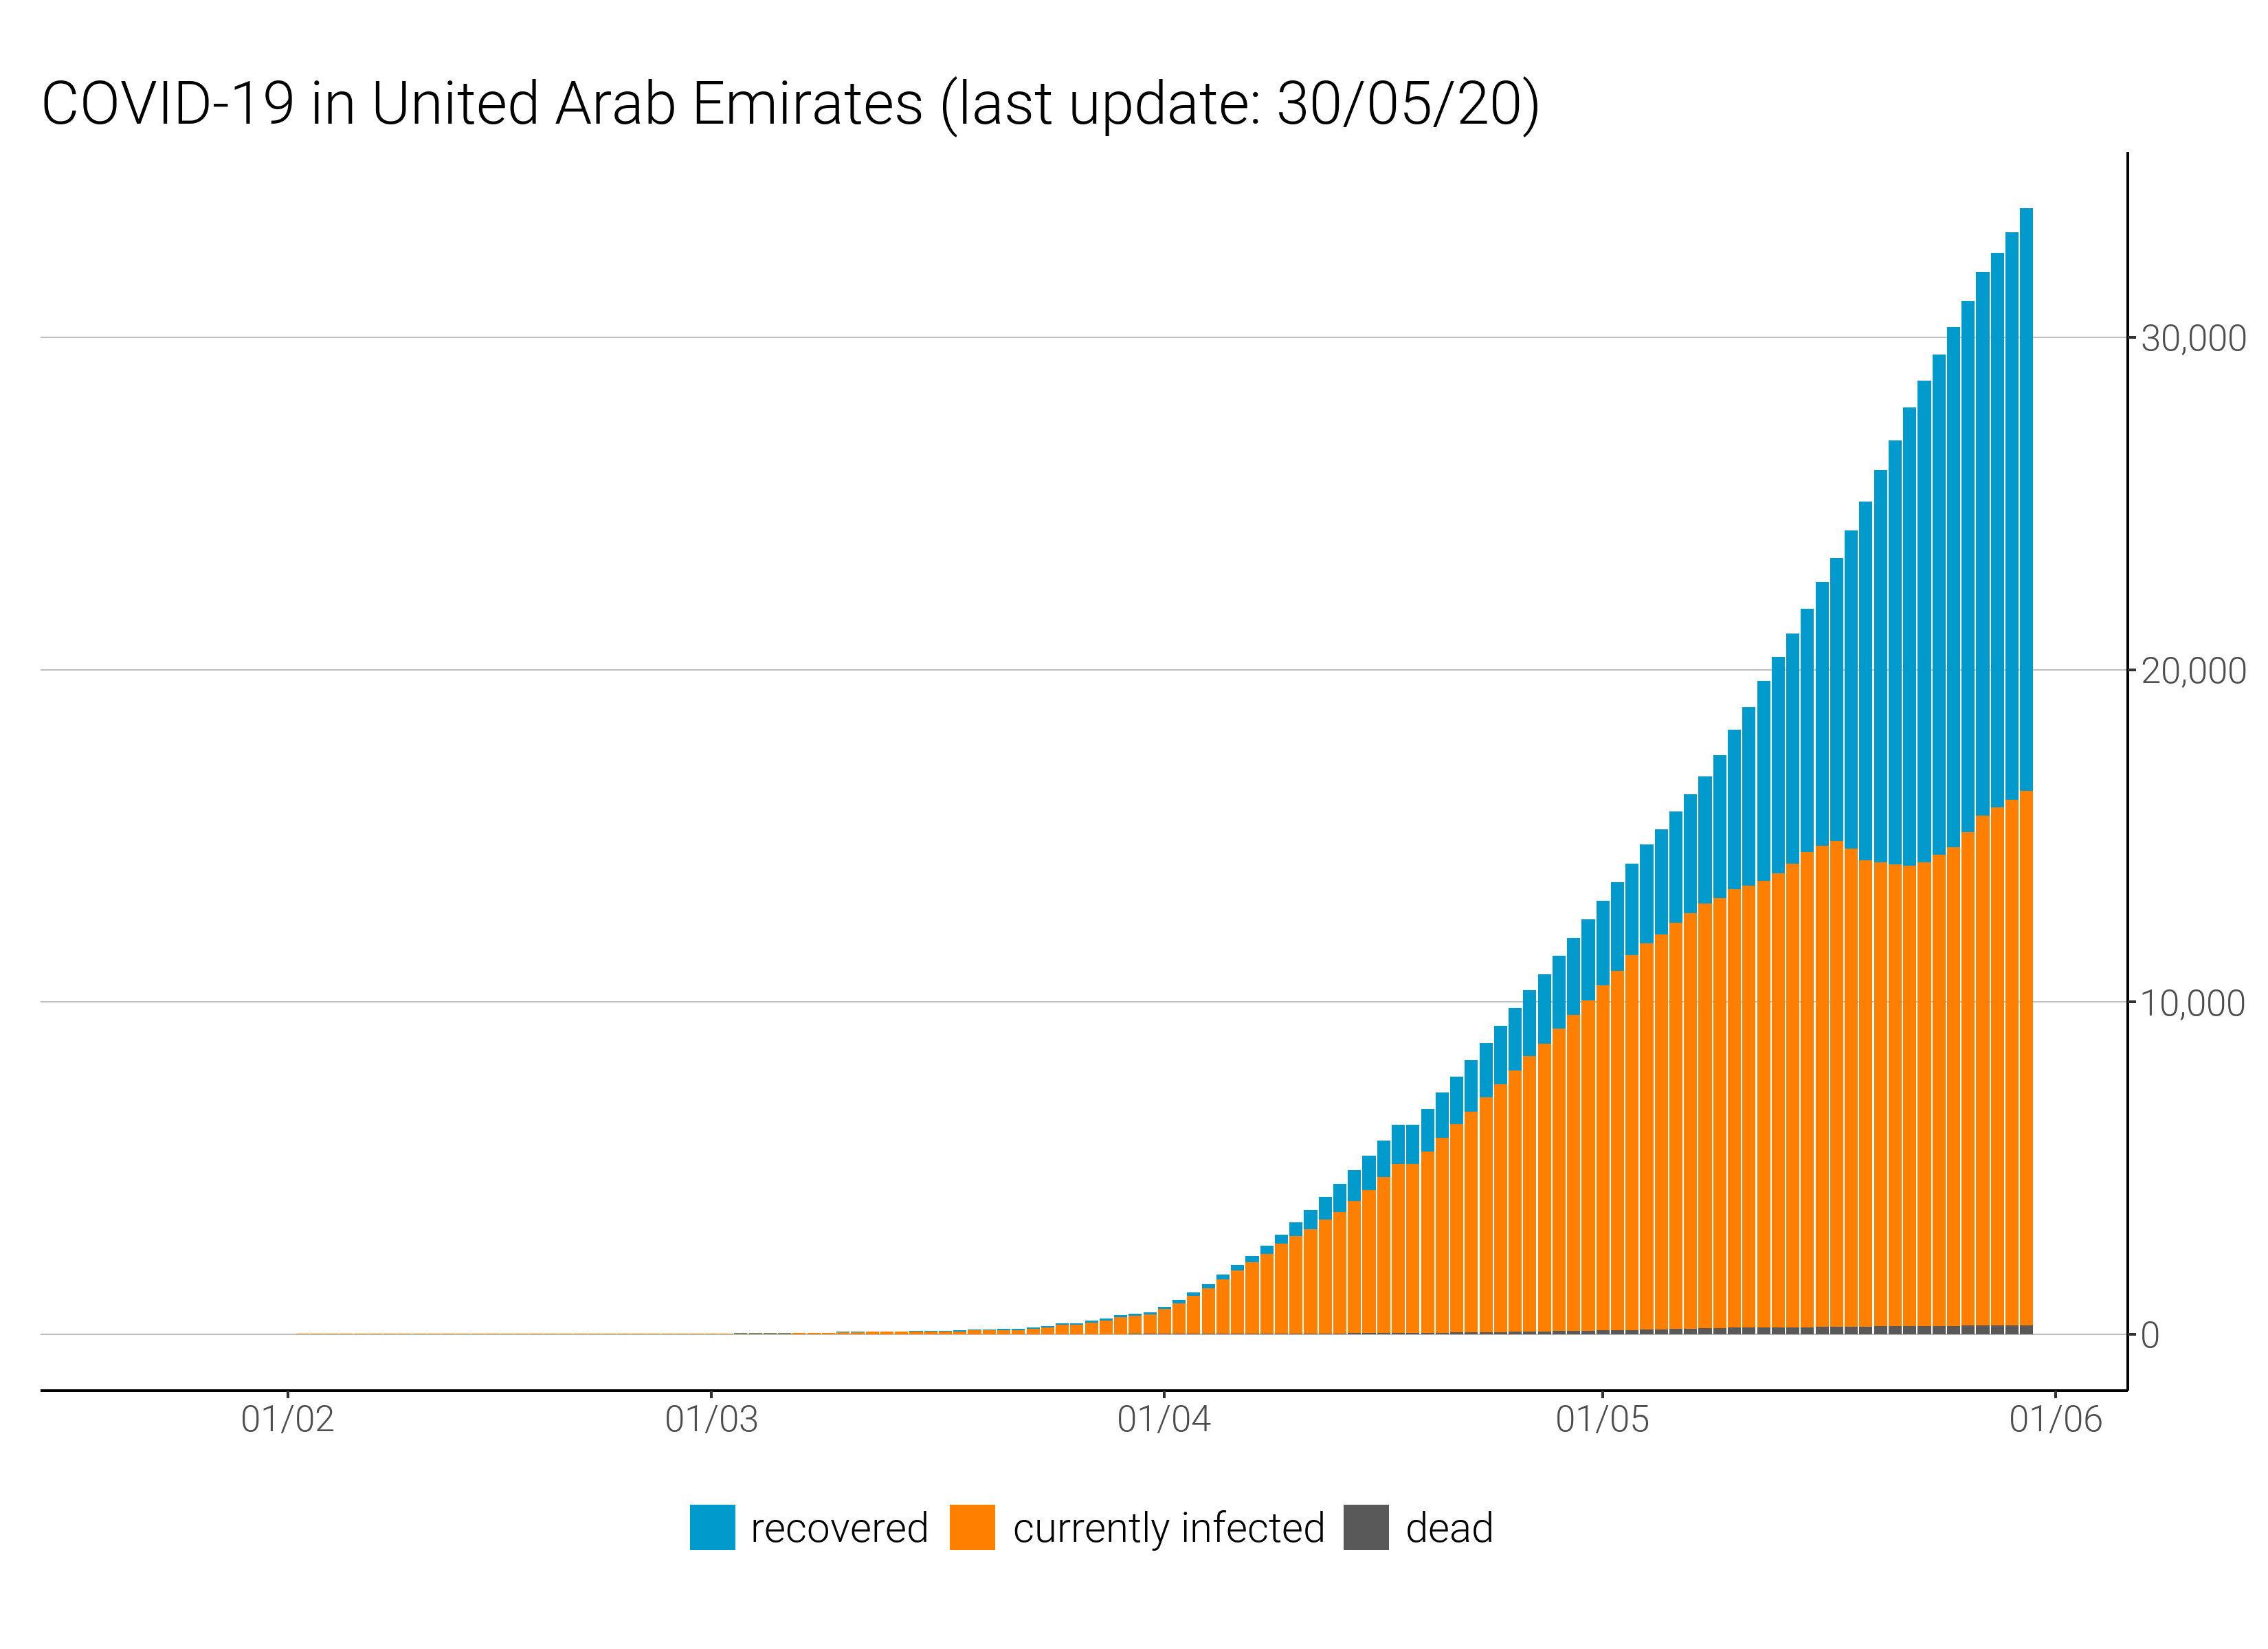 COVID-19 in United Arab Emirates (last update: 30/05/20)
30,000
20,000
10,000
0
01/02 01/03 01/04 01/05 01/06
recovered currently infected dead